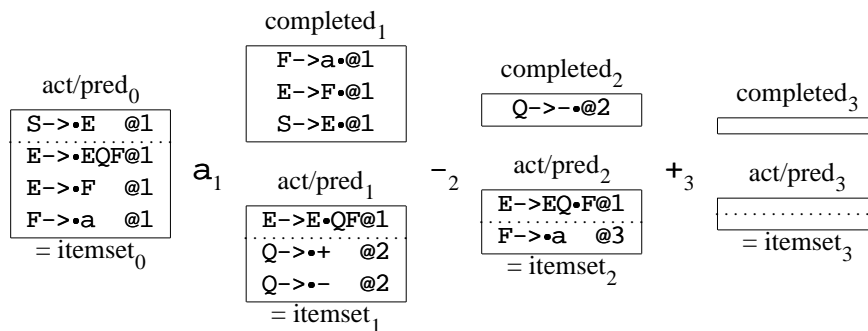 act/pred0
S->•E @1
E->•EQF@1
E->•F @1
F->•a @1
= itemset0
a1
completed1
F->a•@1
E->F•@1
S->E•@1
act/pred1
E->E•QF@1
Q->•+ @2
Q->•- @2
= itemset1
-2
completed2
Q->-•@2
act/pred2
E->EQ•F@1
F->•a @3
= itemset2
+3
completed3
act/pred3
= itemset3